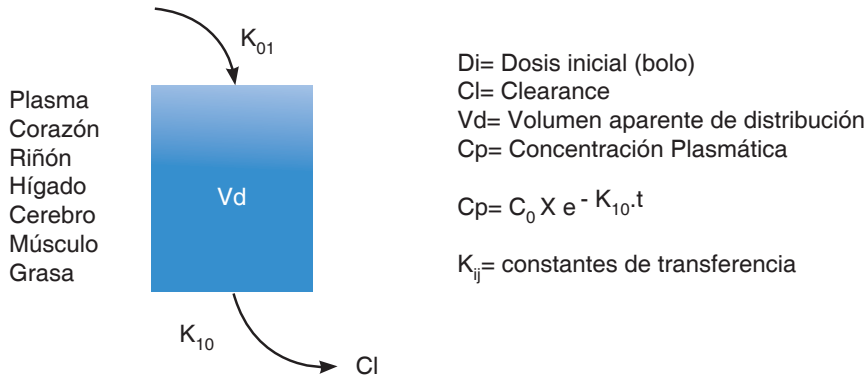 K01
Plasma
Corazón
Riñón
Hígado
Cerebro
Músculo
Grasa
Vd
K10
Cl
Di= Dosis inicial (bolo)
Cl= Clearance
Vd= Volumen aparente de distribución
Cp= Concentración Plasmática
Cp= C0 X e - K10.t
Kij= constantes de transferencia